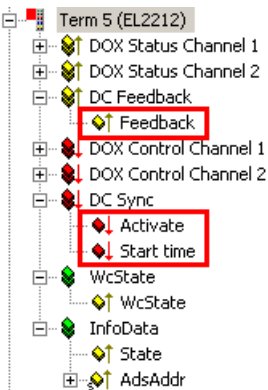 Term 5 (EL2212)
DOX Status Channel 1
DOX Status Channel 2
DC Feedback
Feedback
DOX Control Channel 1
DOX Control Channel 2
DC Sync
Activate
Start time
WcState
WcState
InfoData
State
AdsAddr